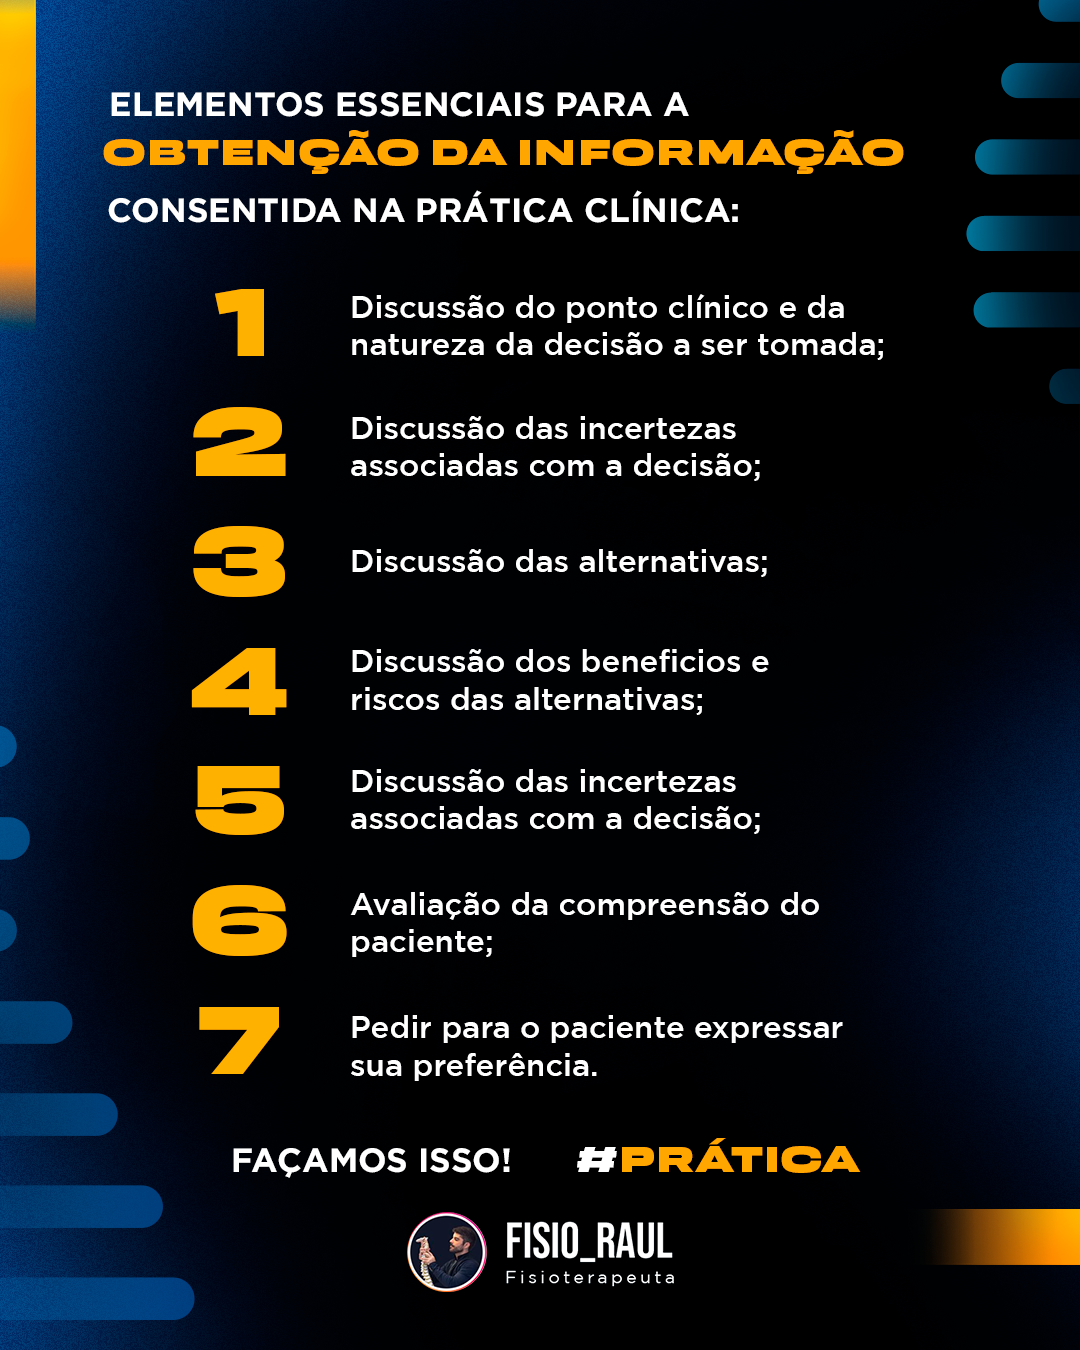 ELEMENTOS ESSENCIAIS PARA A
OBTENÇÃO DA INFORMAÇÃO
CONSENTIDA NA PRÁTICA CLÍNICA:
1
Discussão do ponto clínico e da
natureza da decisão a ser tomada;
2
Discussão das incertezas
associadas com a decisão;
3
Discussão das alternativas;
4
Discussão dos beneficios e
riscos das alternativas;
5
Discussão das incertezas
associadas com a decisão;
6
Avaliação da compreensão do
paciente;
7
Pedir para o paciente expressar
sua preferência.
FAÇAMOS ISSO! #PRÁTICA
FISIO_RAUL
Fisioterapeuta